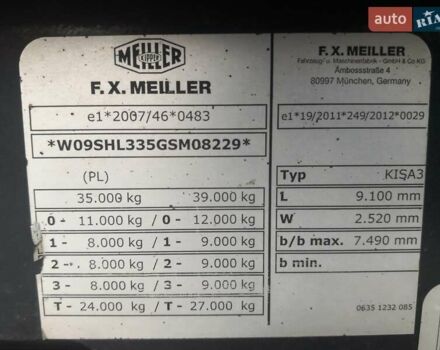 auto RIA
MEILLER
KIPPER
F. X. MEILLER
e1*2007/46*0483
*W09SHL335GSM08229*
(PL)
35.000 kg 39.000 kg
0- 11.000 kg / 0- 12.000 kg
1- 8.000 kg / 1- 9.000 kg
2- 8.000 kg / 2- 9.000 kg
3- 8.000 kg / 3- 9.000 kg
T- 24.000 kg / T- 27.000 kg
F. X. MEILLER
Fahrzeug- u. Maschinenfabrik - GmbH & Co KG
Ambossstraße 4
80997 München, Germany
e1*19/2011*249/2012*0029
Typ KISA3
L 9.100 mm
W 2.520 mm
b/b max. 7.490 mm
b min.
0635 1232 085